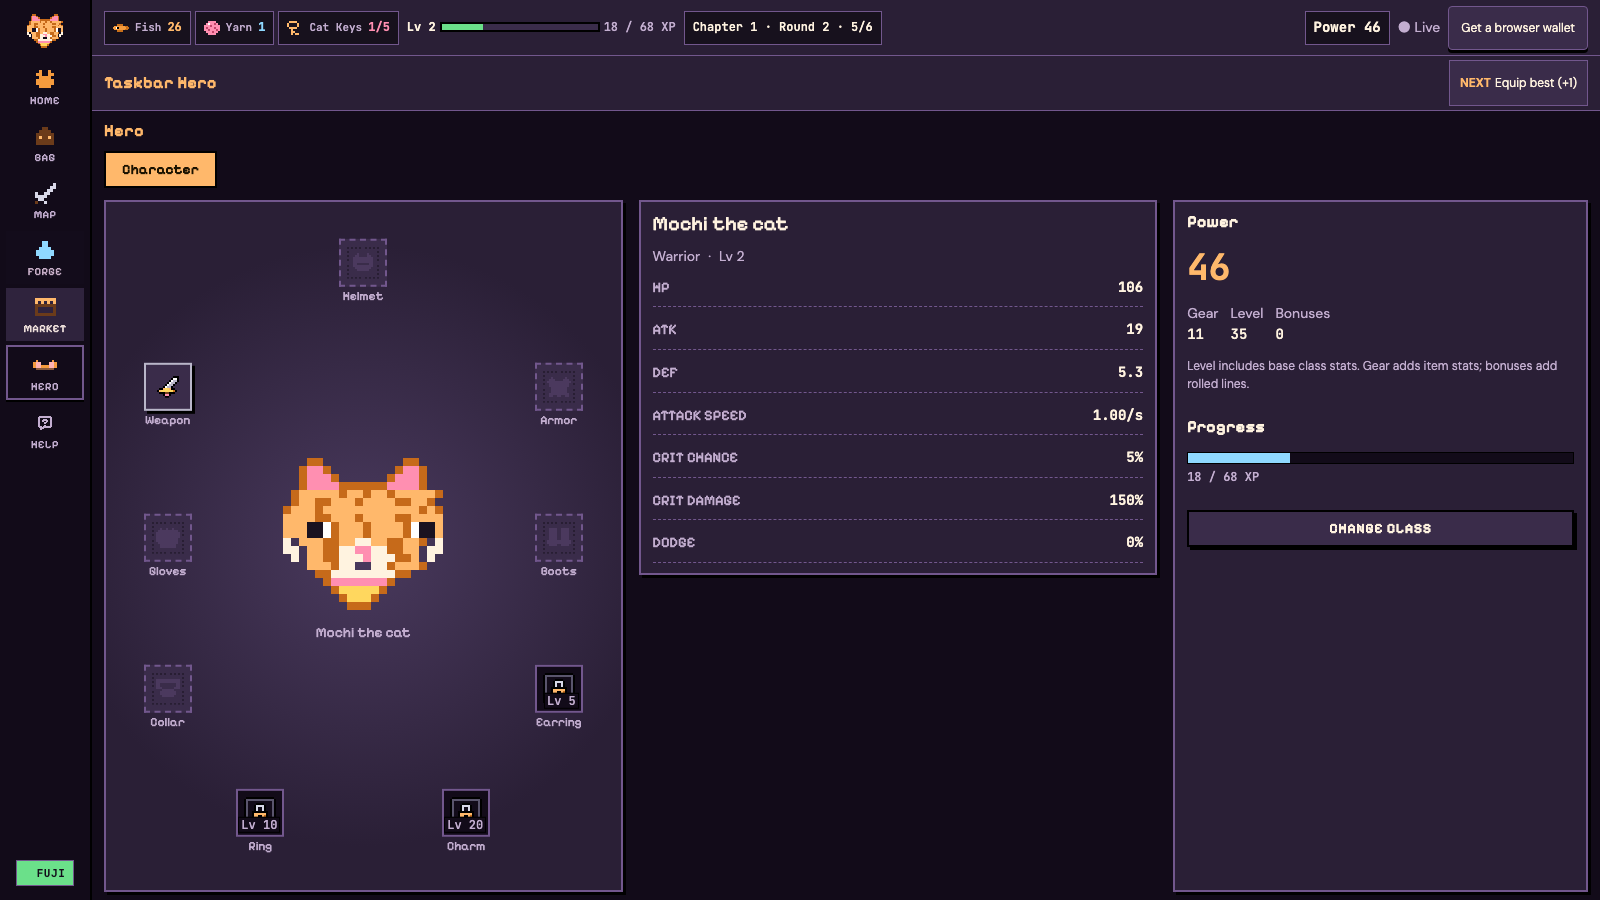 Fish 26
Yarn 1
Cat Keys 1/5
Lv 2
18 / 68 XP
Chapter 1 · Round 2 · 5/6
Power 46
Live
Get a browser wallet
HOME
BAG
MAP
FORGE
MARKET
HERO
HELP
FUJI
Taskbar Hero
NEXT Equip best (+1)
Hero
Character
Helmet
Weapon
Armor
Gloves
Boots
Mochi the cat
Collar
Lv 5
Earring
Lv 10
Ring
Lv 20
Charm
Mochi the cat
Warrior · Lv 2
HP 106
ATK 19
DEF 5.3
ATTACK SPEED 1.00/s
CRIT CHANCE 5%
CRIT DAMAGE 150%
DODGE 0%
Power
46
Gear Level Bonuses
11 35 0
Level includes base class stats. Gear adds item stats; bonuses add
rolled lines.
Progress
18 / 68 XP
CHANGE CLASS